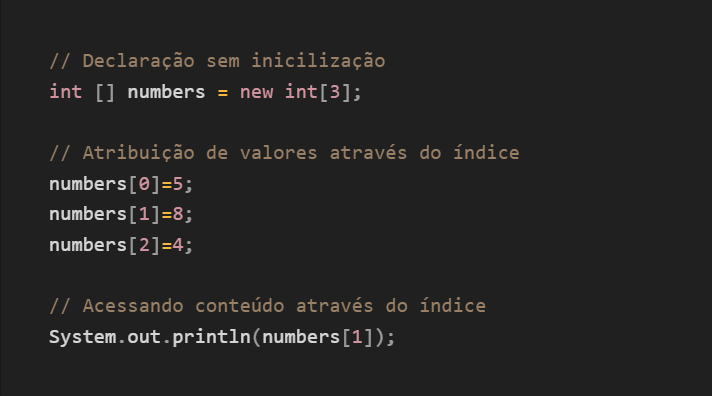 // Declaração sem inicilização
int [] numbers = new int[3];
// Atribuição de valores através do índice
numbers[0]=5;
numbers[1]=8;
numbers[2]=4;
// Acessando conteúdo através do índice
System.out.println(numbers[1]);